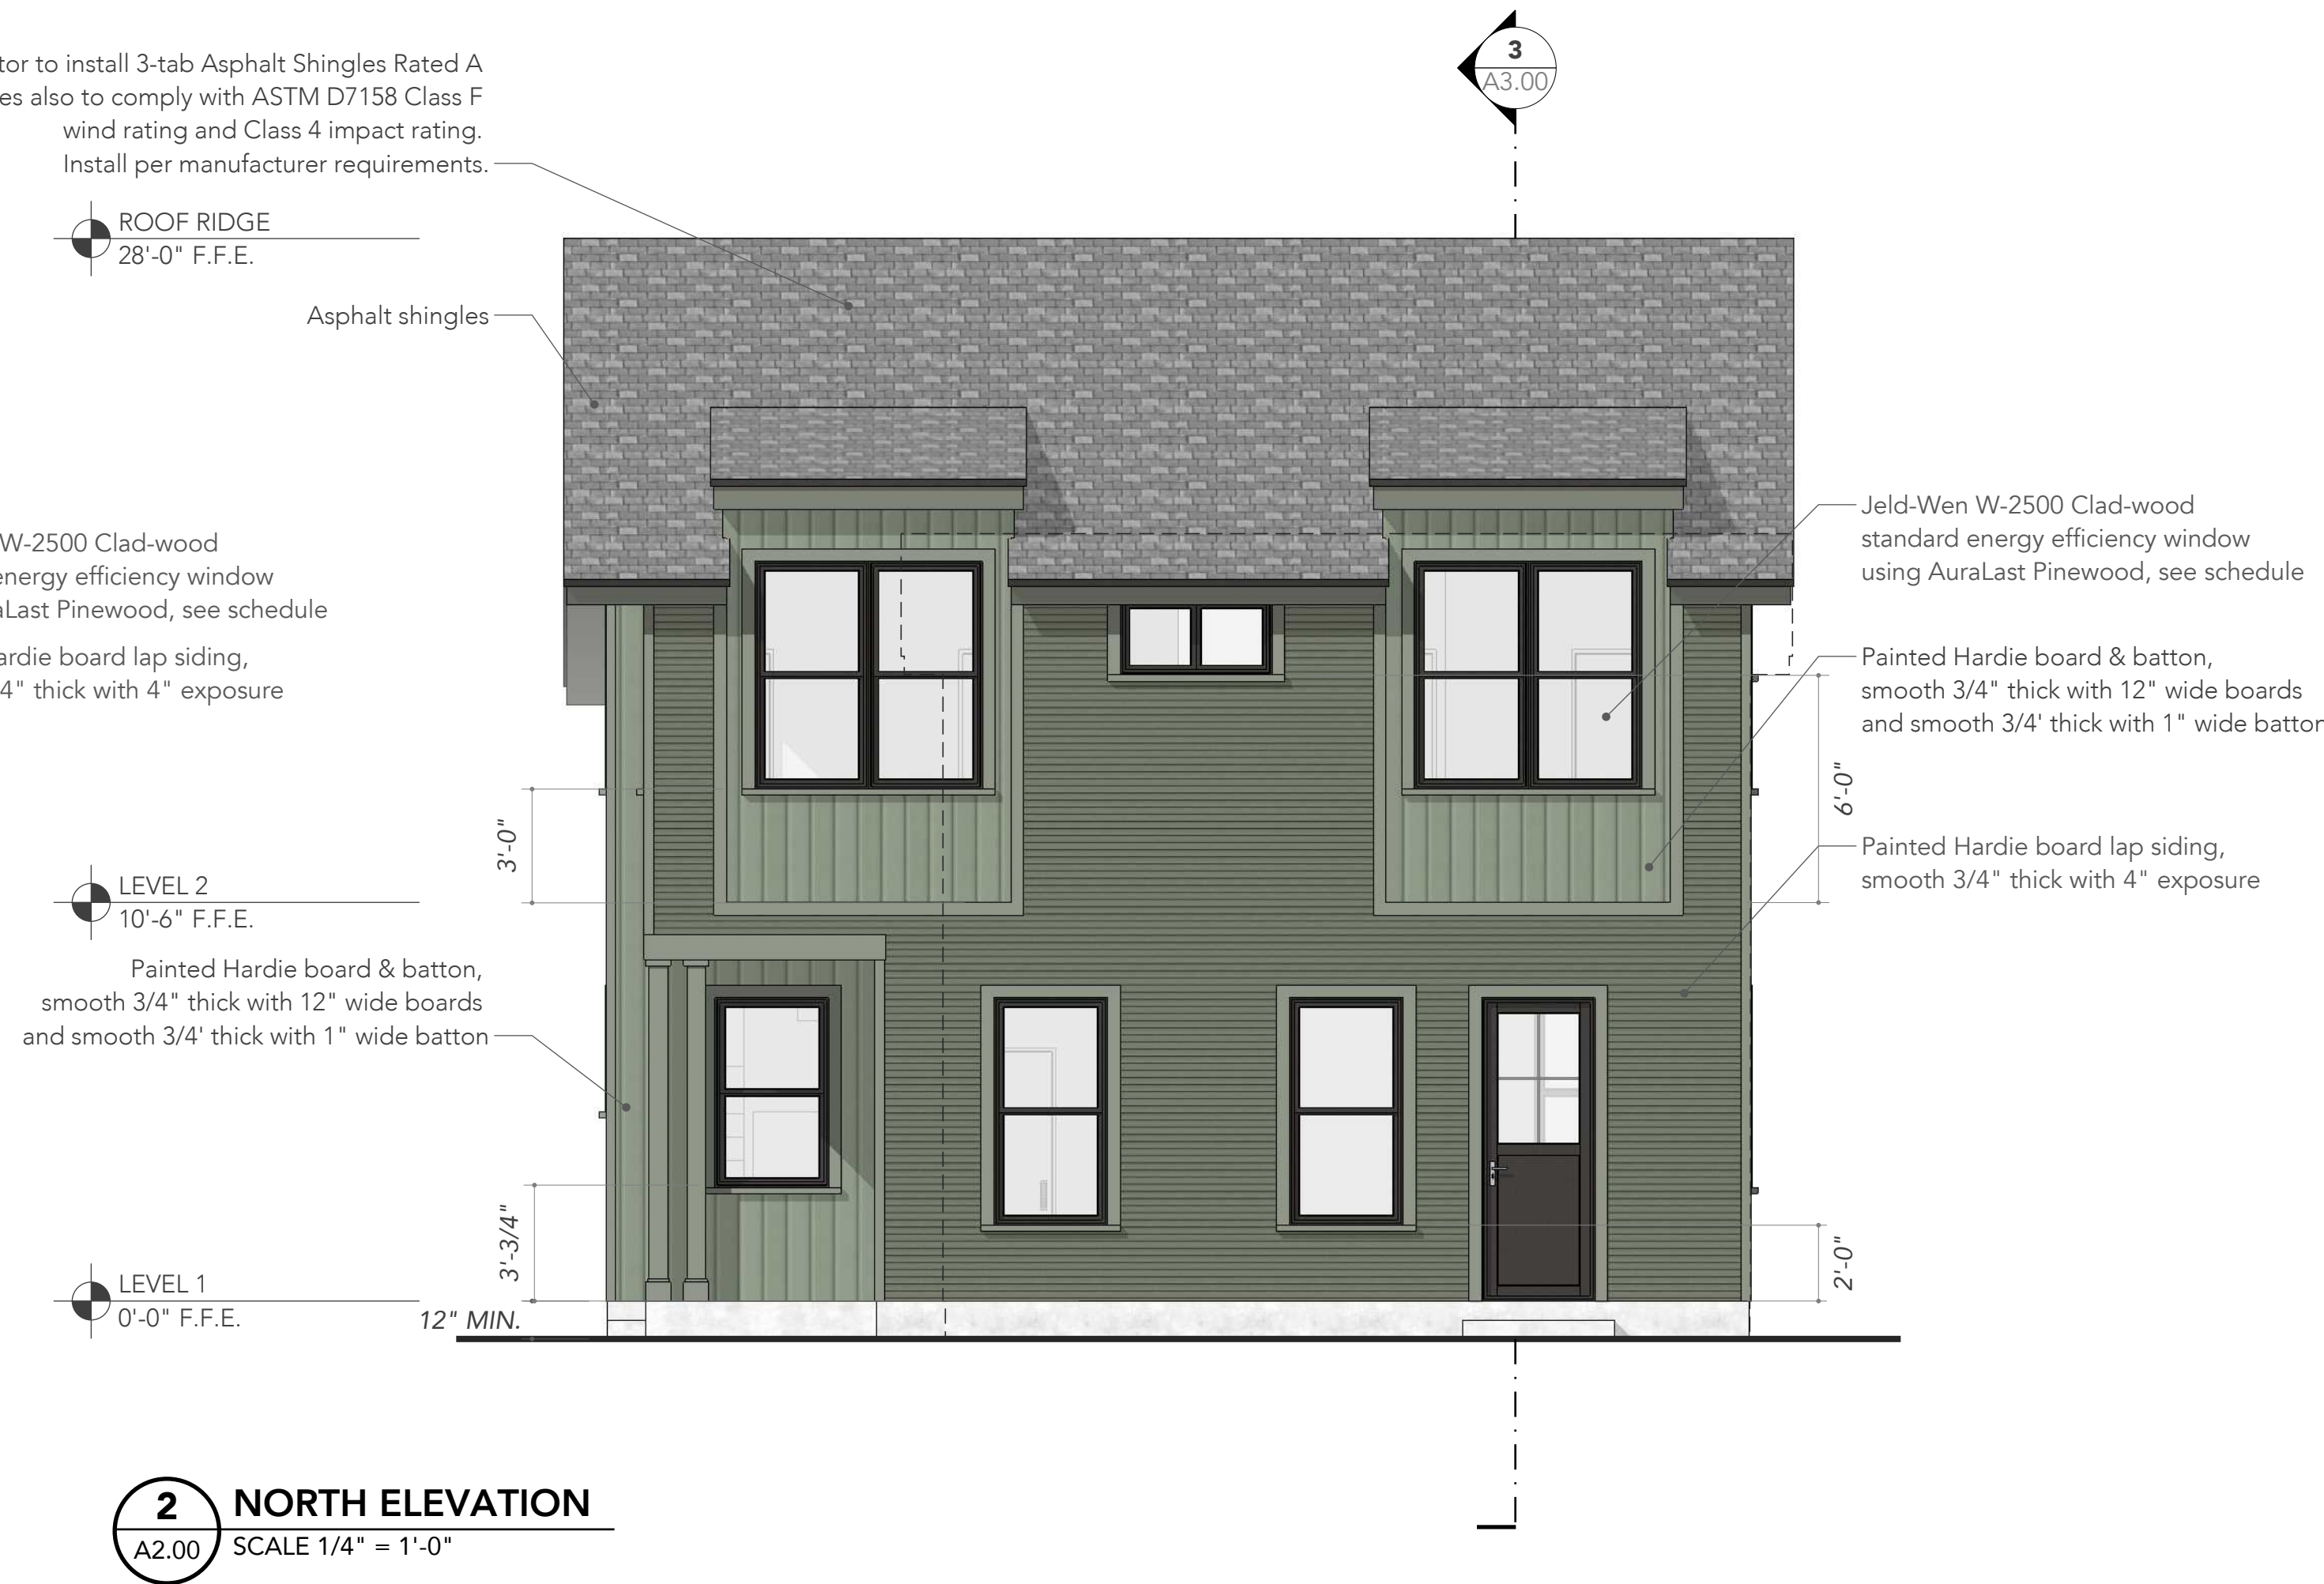 3
A3.00
to install 3-tab Asphalt Shingles Rated A
also to comply with ASTM D7158 Class F
wind rating and Class 4 impact rating.
Install per manufacturer requirements.
ROOF RIDGE
28'-0" F.F.E.
Asphalt shingles
W-2500 Clad-wood
energy efficiency window
Pinewood, see schedule
board lap siding,
thick with 4" exposure
3'-0"
LEVEL 2
10'-6" F.F.E.
Painted Hardie board & batton,
smooth 3/4" thick with 12" wide boards
and smooth 3/4' thick with 1" wide batton
3'-3/4"
LEVEL 1
0'-0" F.F.E.
12" MIN.
Jeld-Wen W-2500 Clad-wood
standard energy efficiency window
using AuraLast Pinewood, see schedule
Painted Hardie board & batton,
smooth 3/4" thick with 12" wide boards
and smooth 3/4' thick with 1" wide batton
6'-0"
Painted Hardie board lap siding,
smooth 3/4" thick with 4" exposure
2'-0"
2
A2.00
NORTH ELEVATION
SCALE 1/4" = 1'-0"